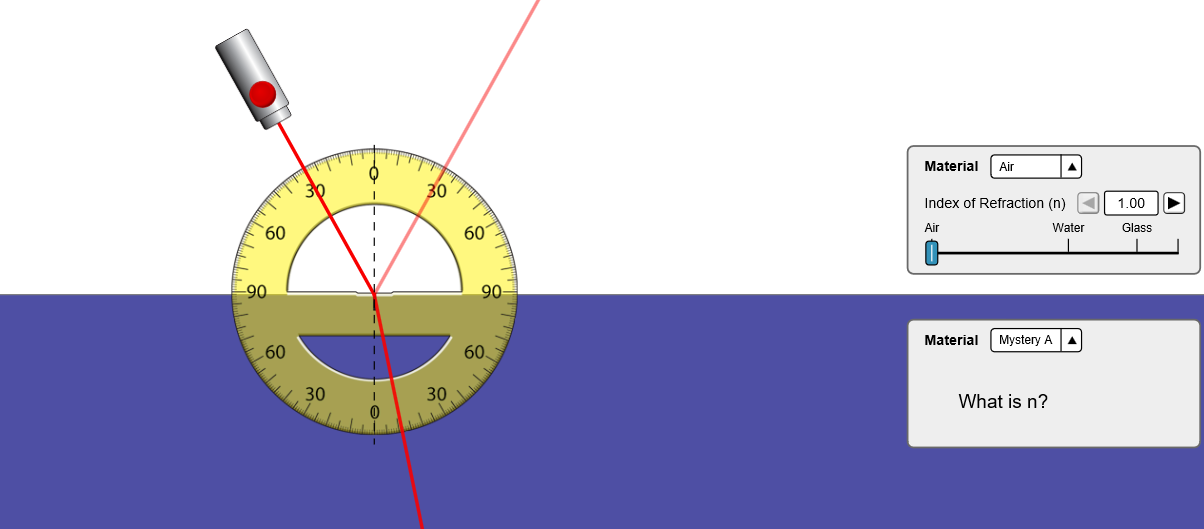 0
30 30
60 60
90 90
60 60
30 30
0
Material Air
Index of Refraction (n) 1.00
Air Water Glass
Material Mystery A
What is n?